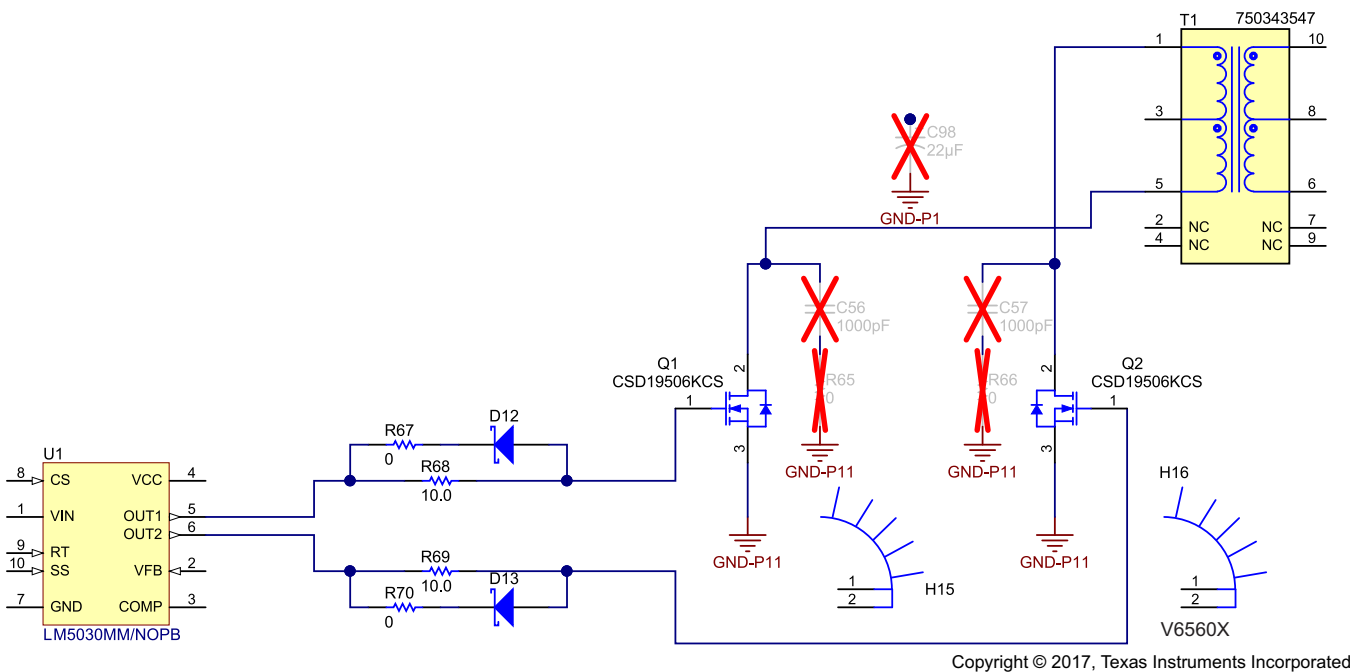 T1
750343547
1
10
3
8
5
6
2
NC
NC
7
4
NC
NC
9
C98
22µF
GND-P1
C56
1000pF
C57
1000pF
Q1
CSD19506KCS
2
1
3
R65
0
GND-P11
R66
0
GND-P11
Q2
CSD19506KCS
2
1
3
GND-P11
GND-P11
R67
0
D12
R68
10.0
R69
10.0
R70
0
D13
U1
8
CS
VCC
4
1
VIN
OUT1
5
OUT2
6
9
RT
10
SS
VFB
2
7
GND
COMP
3
LM5030MM/NOPB
1
2
H15
H16
1
2
V6560X
Copyright © 2017, Texas Instruments Incorporated